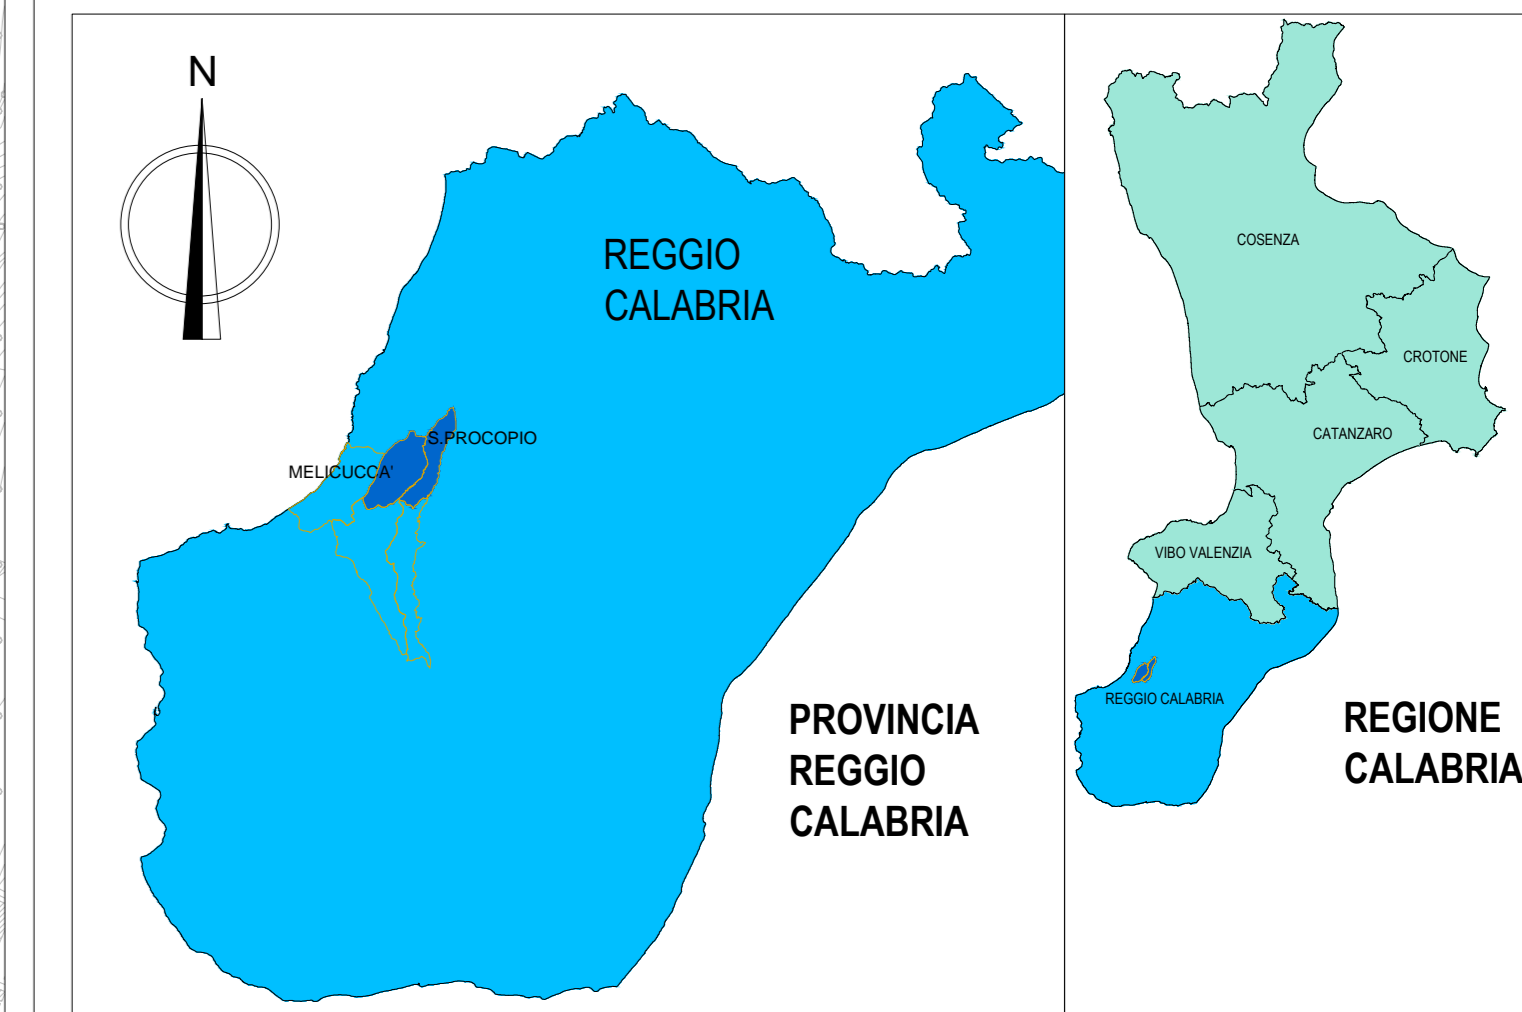 N
REGGIO
CALABRIA
S.PROCOPIO
MELICUCCA'
PROVINCIA
REGGIO
CALABRIA
COSENZA
CROTONE
CATANZARO
VIBO VALENZIA
REGGIO CALABRIA
REGIONE
CALABRIA